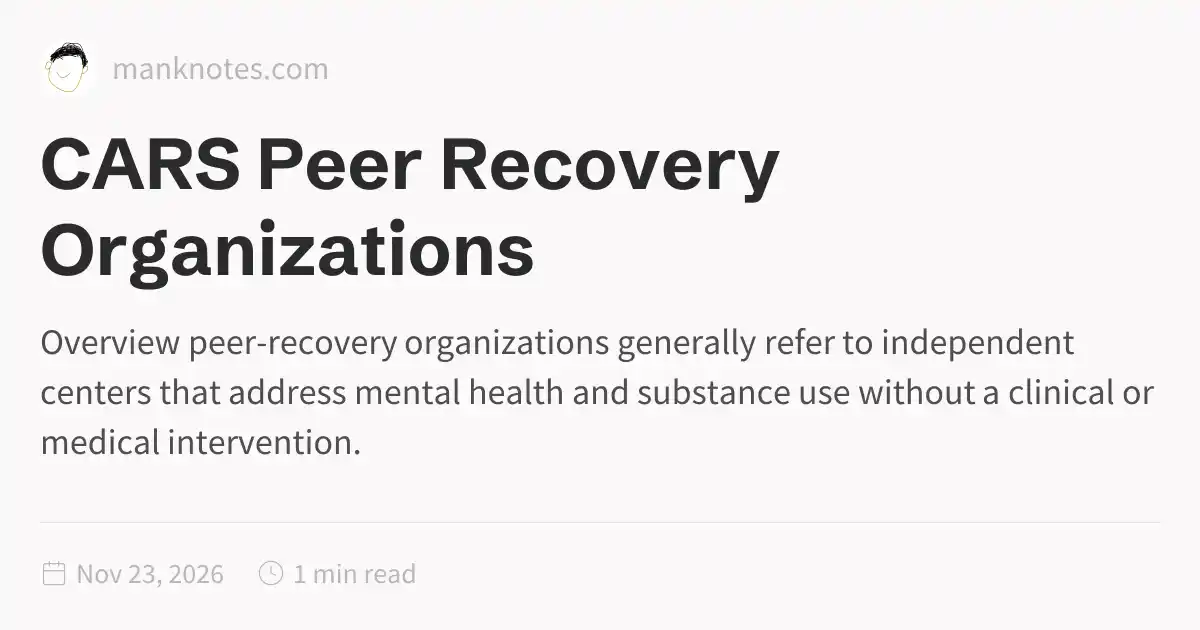 manknotes.com
CARS Peer Recovery
Organizations
Overview peer-recovery organizations generally refer to independent
centers that address mental health and substance use without a clinical or
medical intervention.
Nov 23, 2026 1 min read